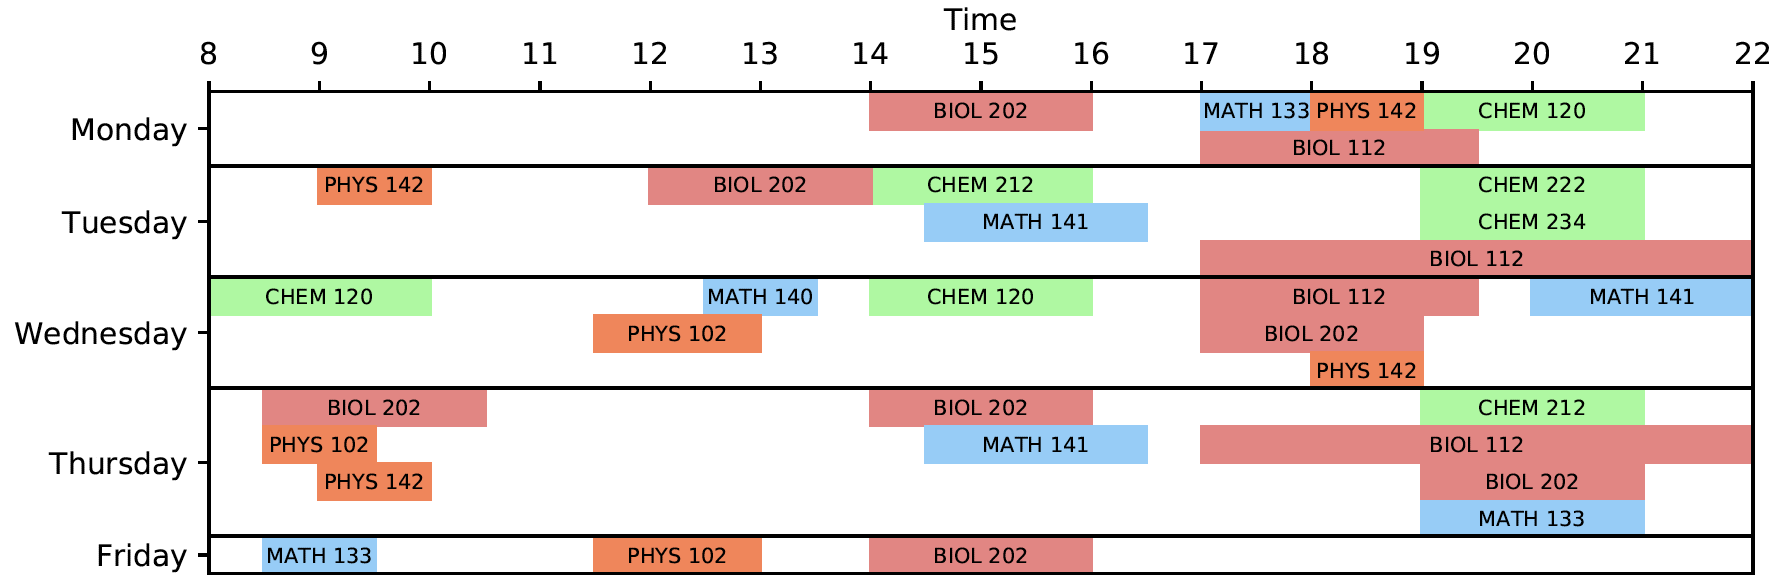 Time
8 9 10 11 12 13 14 15 16 17 18 19 20 21 22
Monday
BIOL 202 MATH 133 PHYS 142 CHEM 120
BIOL 112
Tuesday
PHYS 142 BIOL 202 CHEM 212 CHEM 222
MATH 141 CHEM 234
BIOL 112
Wednesday
CHEM 120 MATH 140 CHEM 120 BIOL 112 MATH 141
PHYS 102 BIOL 202
PHYS 142
Thursday
BIOL 202 BIOL 202 CHEM 212
PHYS 102 MATH 141 BIOL 112
PHYS 142 BIOL 202
MATH 133
Friday
MATH 133 PHYS 102 BIOL 202